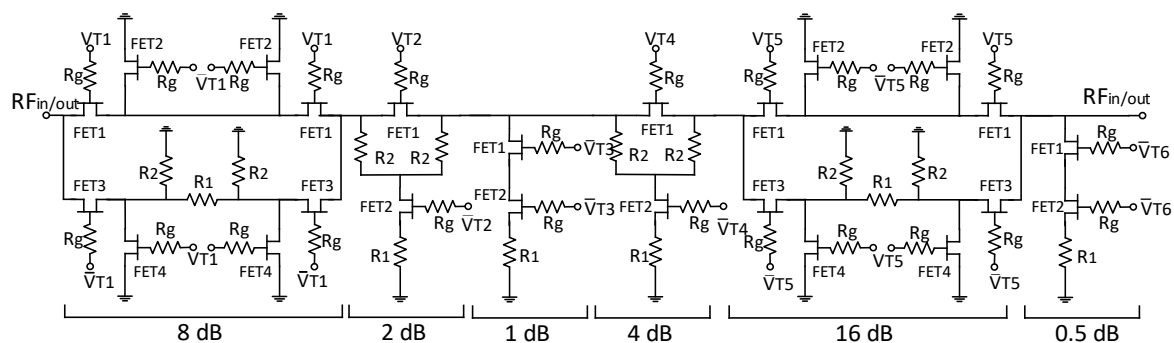 VT1 FET2 FET2 VT1 VT2 VT4 VT5 FET2 FET2 VT5
Rg Rg V̅T1 Rg Rg Rg Rg Rg Rg V̅T5 Rg Rg
RFin/out RFin/out
FET1 FET1 FET1 FET1 FET1 FET1
R2 R1 R2 R2 R2 FET1 Rg V̅T3 R2 R2 R2 R1 R2 FET1 Rg V̅T6
FET3 FET3 FET2 Rg V̅T2 FET2 Rg V̅T3 FET2 Rg V̅T4 FET3 FET3 FET2 Rg V̅T6
Rg Rg VT1 Rg Rg Rg Rg VT5 Rg Rg
FET4 FET4 R1 R1 R1 FET4 FET4 R1
V̅T1 V̅T1 V̅T5 V̅T5
8 dB 2 dB 1 dB 4 dB 16 dB 0.5 dB